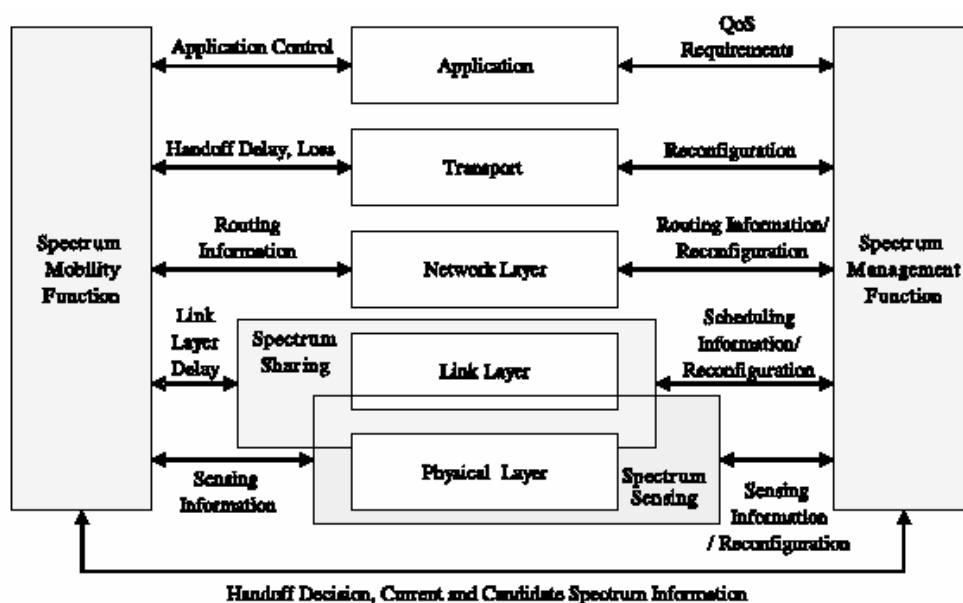 Application Control
Application
QoS
Requirements
Handoff Delay, Loss
Transport
Reconfiguration
Spectrum
Mobility
Function
Routing
Information
Network Layer
Routing Information/
Reconfiguration
Spectrum
Management
Function
Link
Layer
Delay
Spectrum
Sharing
Link Layer
Scheduling
Information/
Reconfiguration
Sensing
Information
Physical Layer
Spectrum
Sensing
Sensing
Information
/ Reconfiguration
Handoff Decision, Current and Candidate Spectrum Information